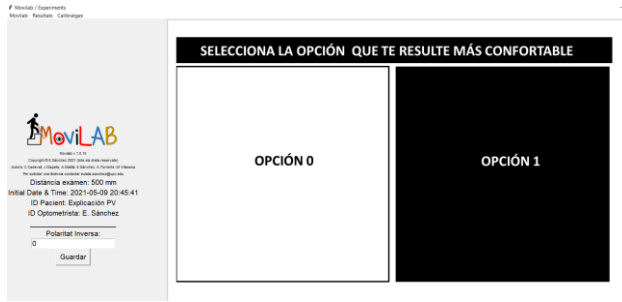 Movilab / Experiments
Movilab Resultats Calibratges
SELECCIONA LA OPCIÓN QUE TE RESULTE MÁS CONFORTABLE
OPCIÓN 0
OPCIÓN 1
MoviLAB
Distància exàmen: 500 mm
Initial Date & Time: 2021-05-09 20:45:41
ID Pacient: Explicación PV
ID Optometrista: E. Sánchez
Polaritat Inversa:
0
Guardar